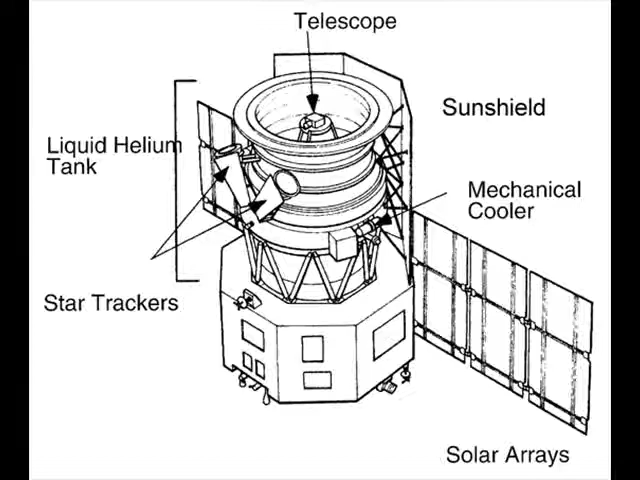 Telescope
Sunshield
Liquid Helium
Tank
Mechanical
Cooler
Star Trackers
Solar Arrays